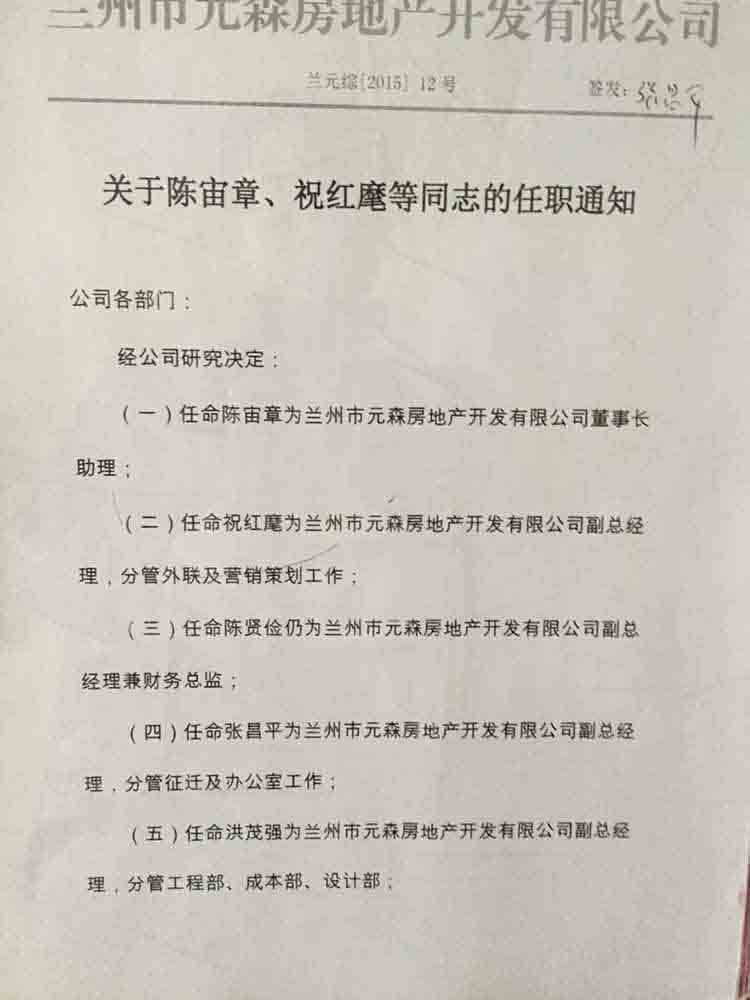 兰州市元森房地产开发有限公司
兰元综[2015] 12号
签发：
关于陈宙章、祝红麾等同志的任职通知
公司各部门：
经公司研究决定：
（一）任命陈宙章为兰州市元森房地产开发有限公司董事长
助理；
（二）任命祝红麾为兰州市元森房地产开发有限公司副总经
理，分管外联及营销策划工作；
（三）任命陈贤俭仍为兰州市元森房地产开发有限公司副总
经理兼财务总监；
（四）任命张昌平为兰州市元森房地产开发有限公司副总经
理，分管征迁及办公室工作；
（五）任命洪茂强为兰州市元森房地产开发有限公司副总经
理，分管工程部、成本部、设计部；